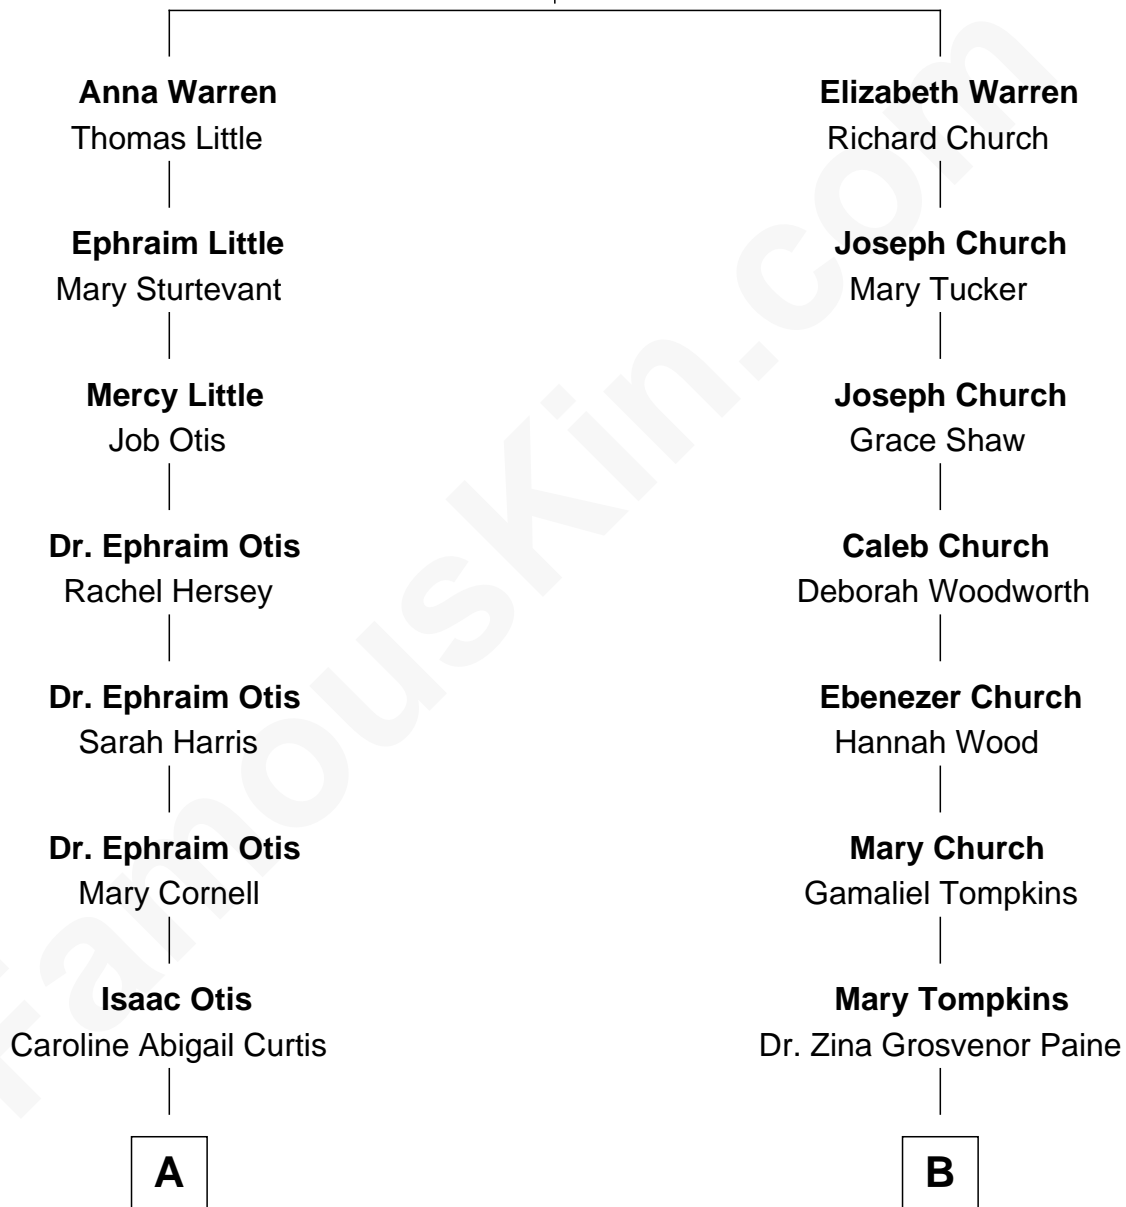 Anna Warren
Thomas Little
Elizabeth Warren
Richard Church
Ephraim Little
Mary Sturtevant
Joseph Church
Mary Tucker
Mercy Little
Job Otis
Joseph Church
Grace Shaw
Dr. Ephraim Otis
Rachel Hersey
Caleb Church
Deborah Woodworth
Dr. Ephraim Otis
Sarah Harris
Ebenezer Church
Hannah Wood
Dr. Ephraim Otis
Mary Cornell
Mary Church
Gamaliel Tompkins
Isaac Otis
Caroline Abigail Curtis
Mary Tompkins
Dr. Zina Grosvenor Paine
A
B
FamousKin.com